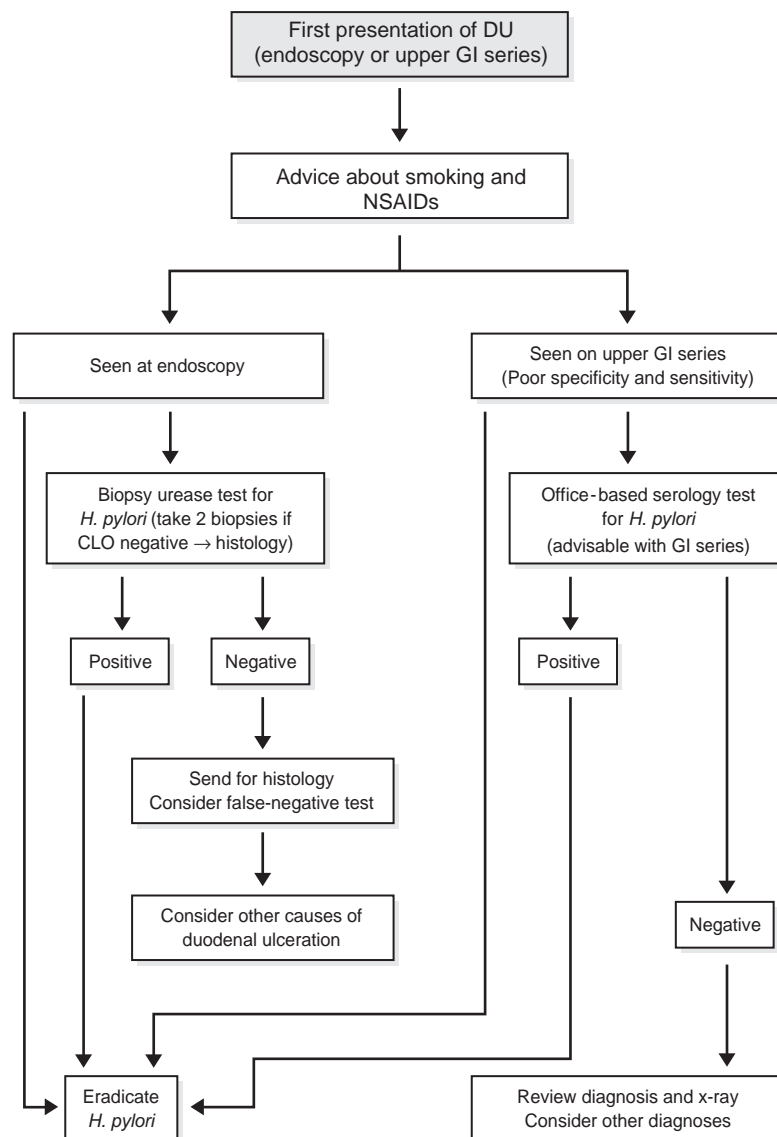 First presentation of DU
(endoscopy or upper GI series)
Advice about smoking and
NSAIDs
Seen at endoscopy
Seen on upper GI series
(Poor specificity and sensitivity)
Biopsy urease test for
H. pylori (take 2 biopsies if
CLO negative → histology)
Office-based serology test
for H. pylori
(advisable with GI series)
Positive
Negative
Positive
Send for histology
Consider false-negative test
Consider other causes of
duodenal ulceration
Negative
Eradicate
H. pylori
Review diagnosis and x-ray
Consider other diagnoses